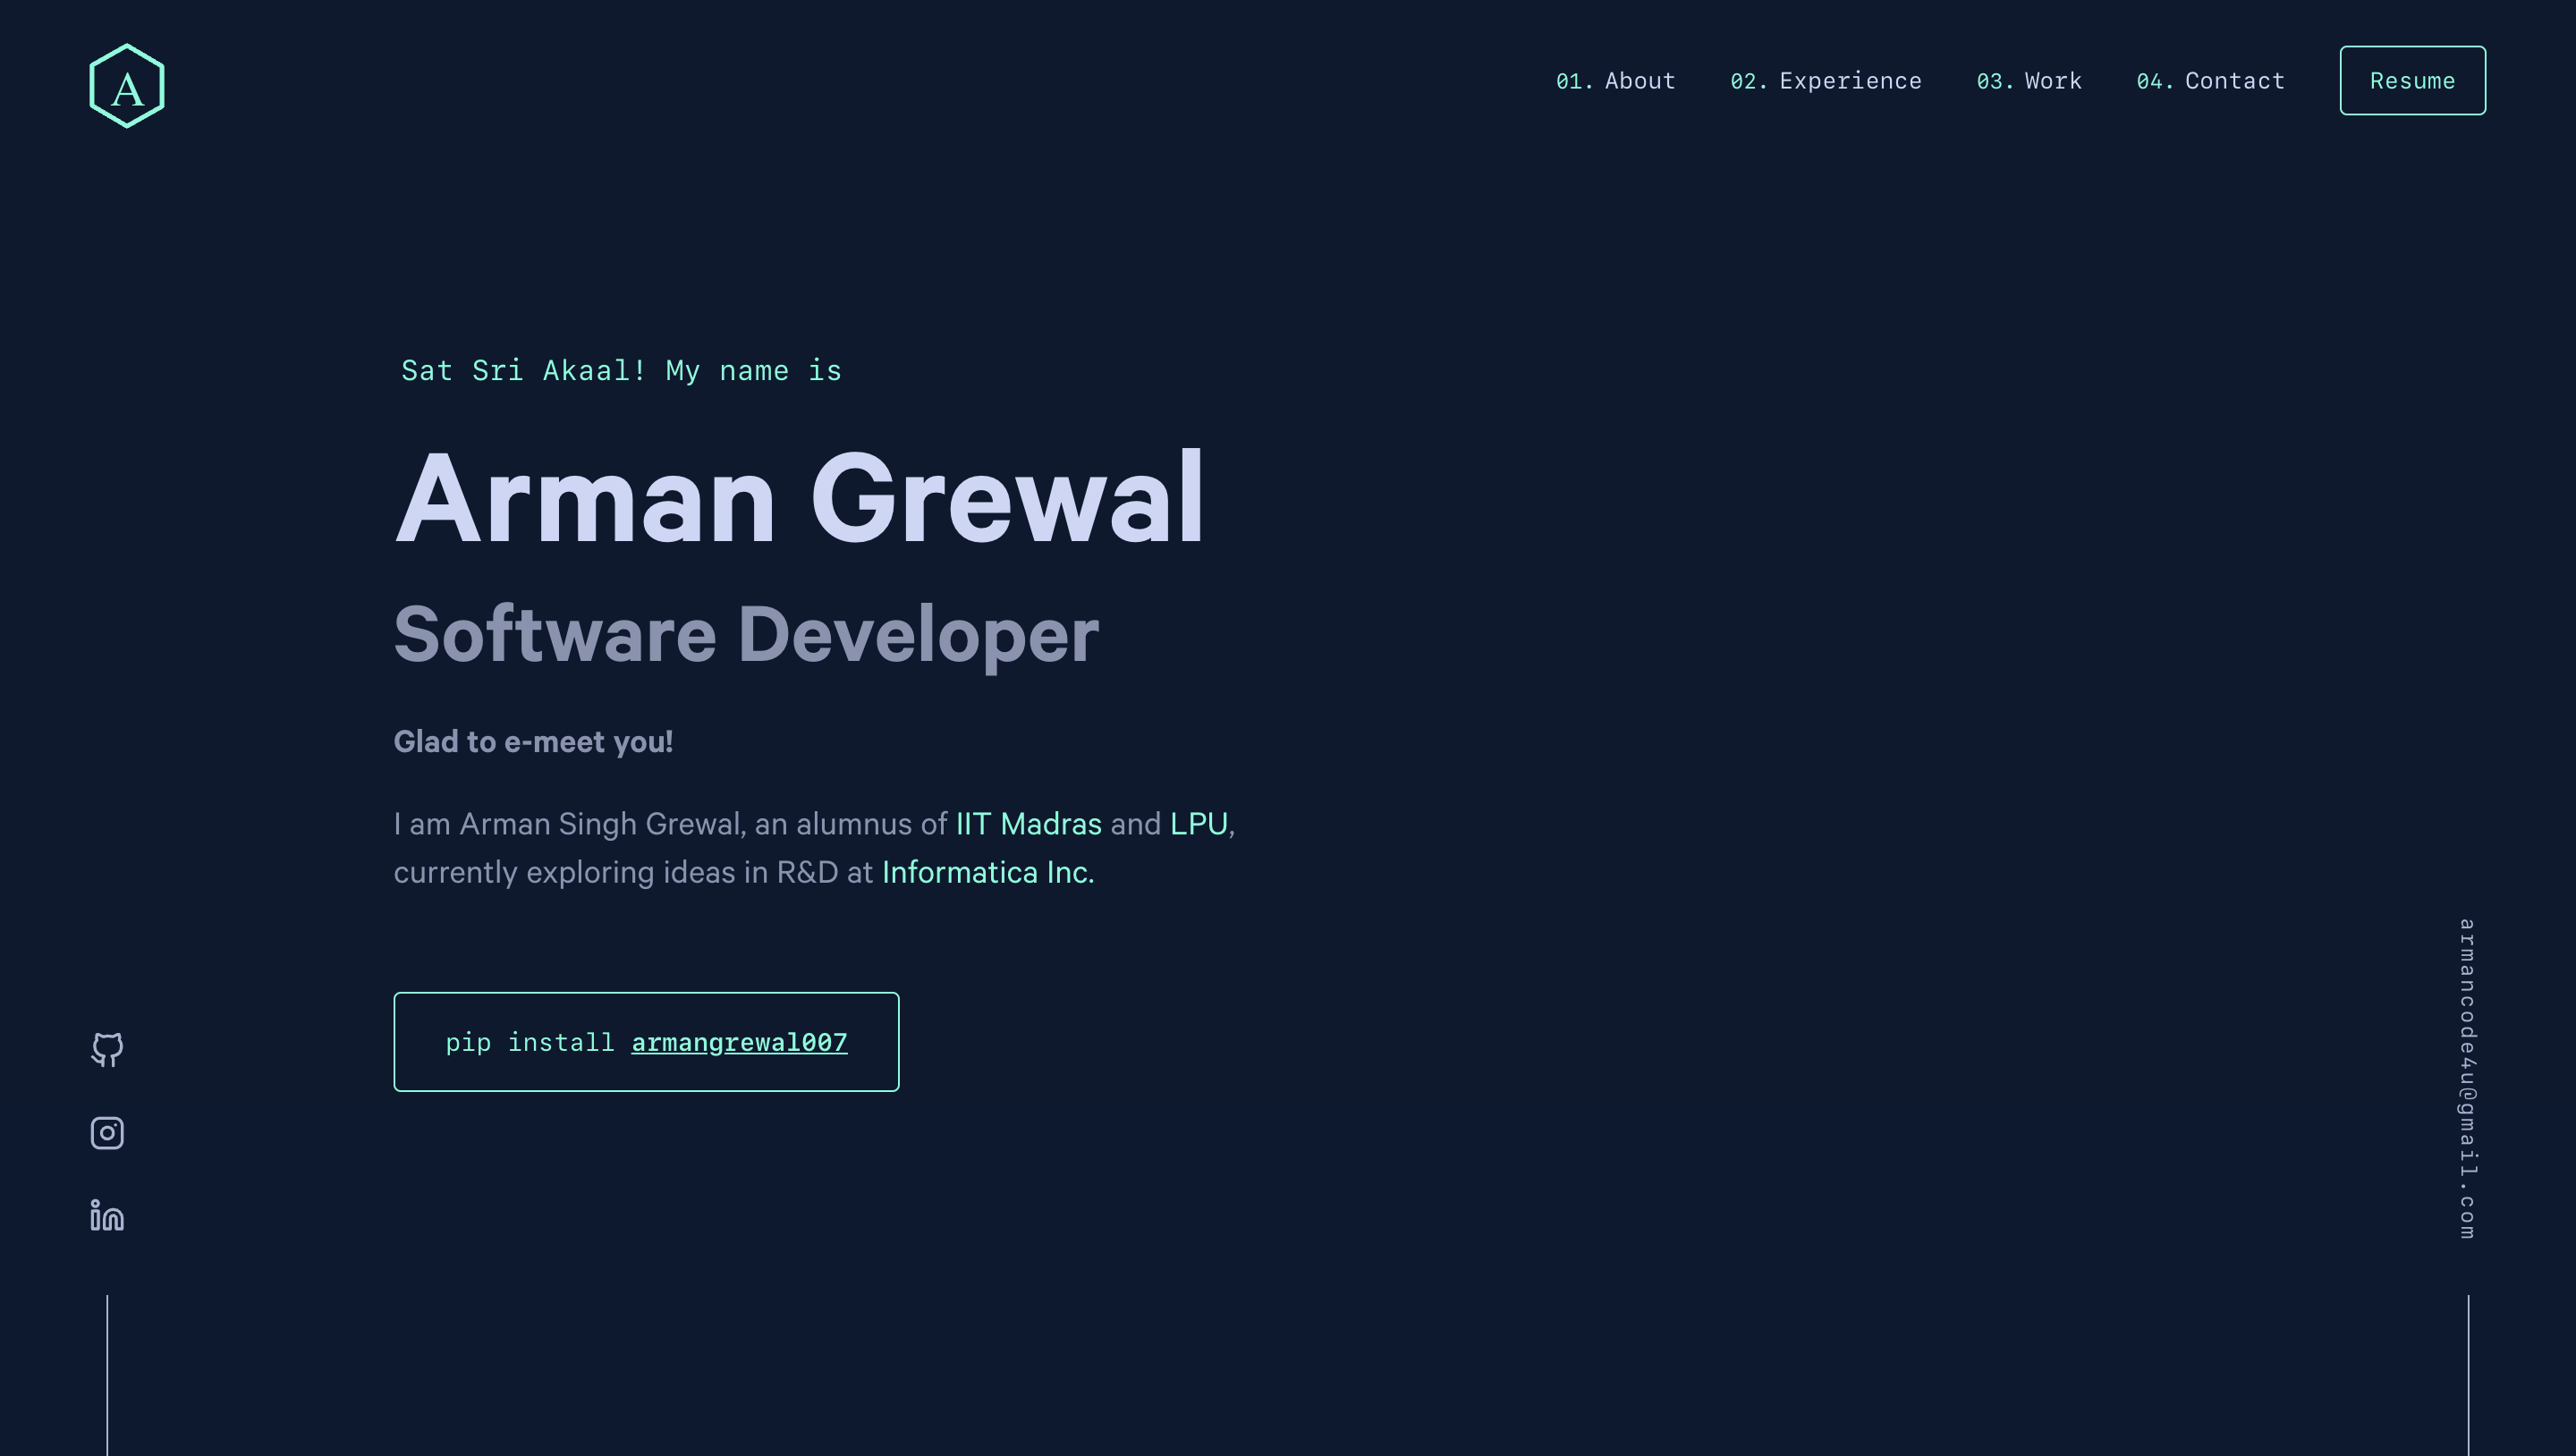 A
01. About 02. Experience 03. Work 04. Contact Resume
Sat Sri Akaal! My name is
Arman Grewal
Software Developer
Glad to e-meet you!
I am Arman Singh Grewal, an alumnus of IIT Madras and LPU,
currently exploring ideas in R&D at Informatica Inc.
pip install armangrewal007
in
armancode4u@gmail.com